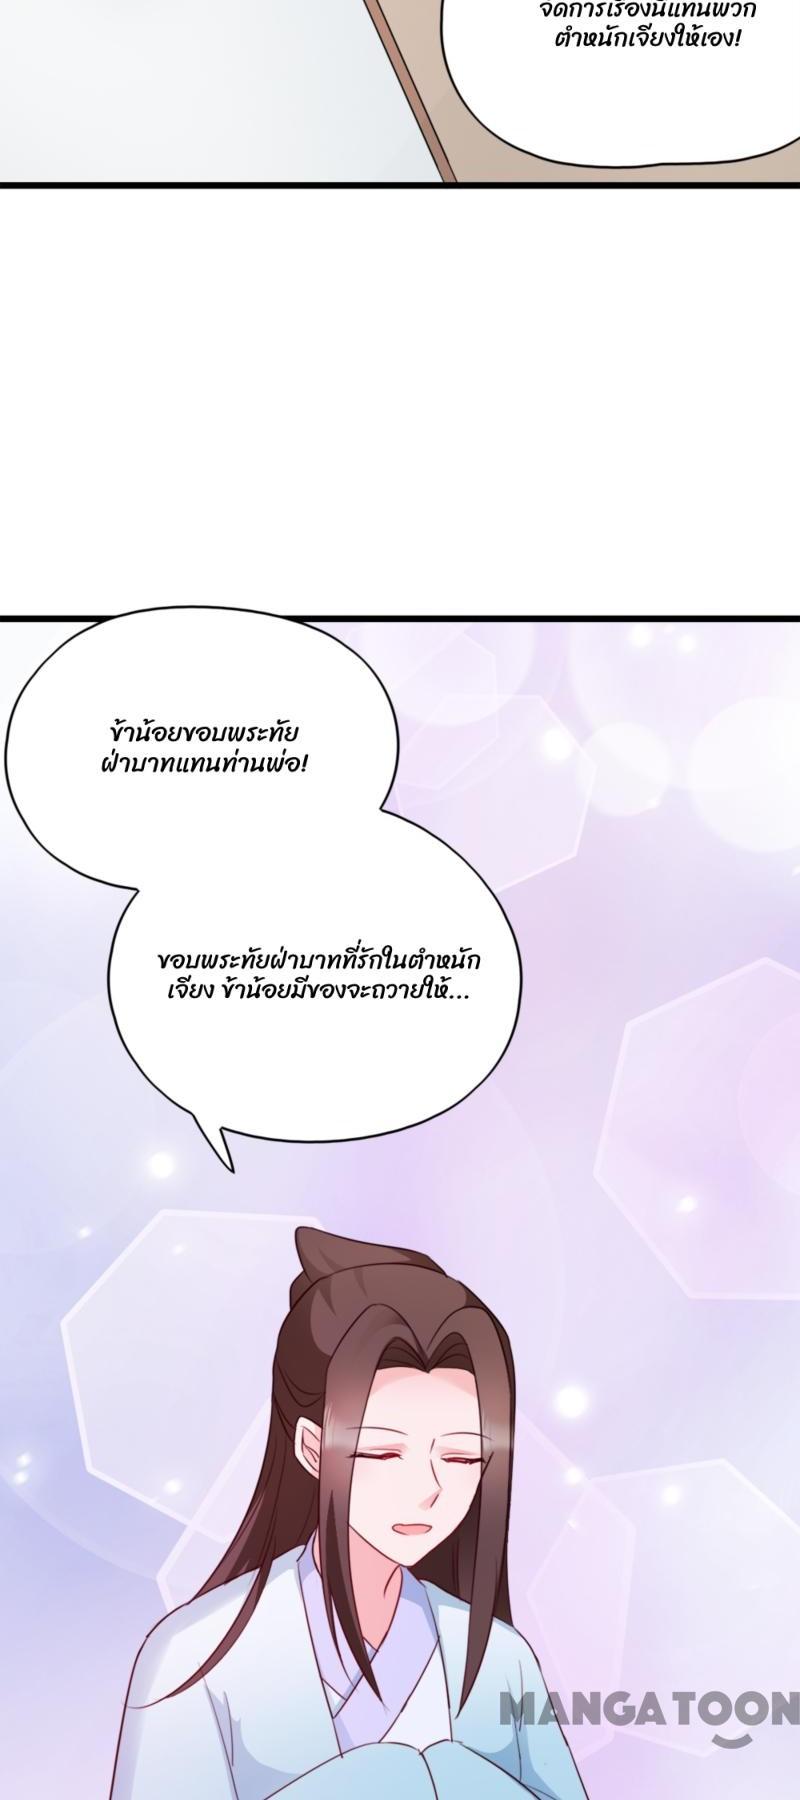 จัดการเรื่องนี้แทนพวก
ตำหนักเจียงให้เอง!
ข้าน้อยขอบพระทัย
ฝ่าบาทแทนท่านพ่อ!
ขอบพระทัยฝ่าบาทที่รักในตำหนัก
เจียง ข้าน้อยมีของจะถวายให้...
MANGATOON